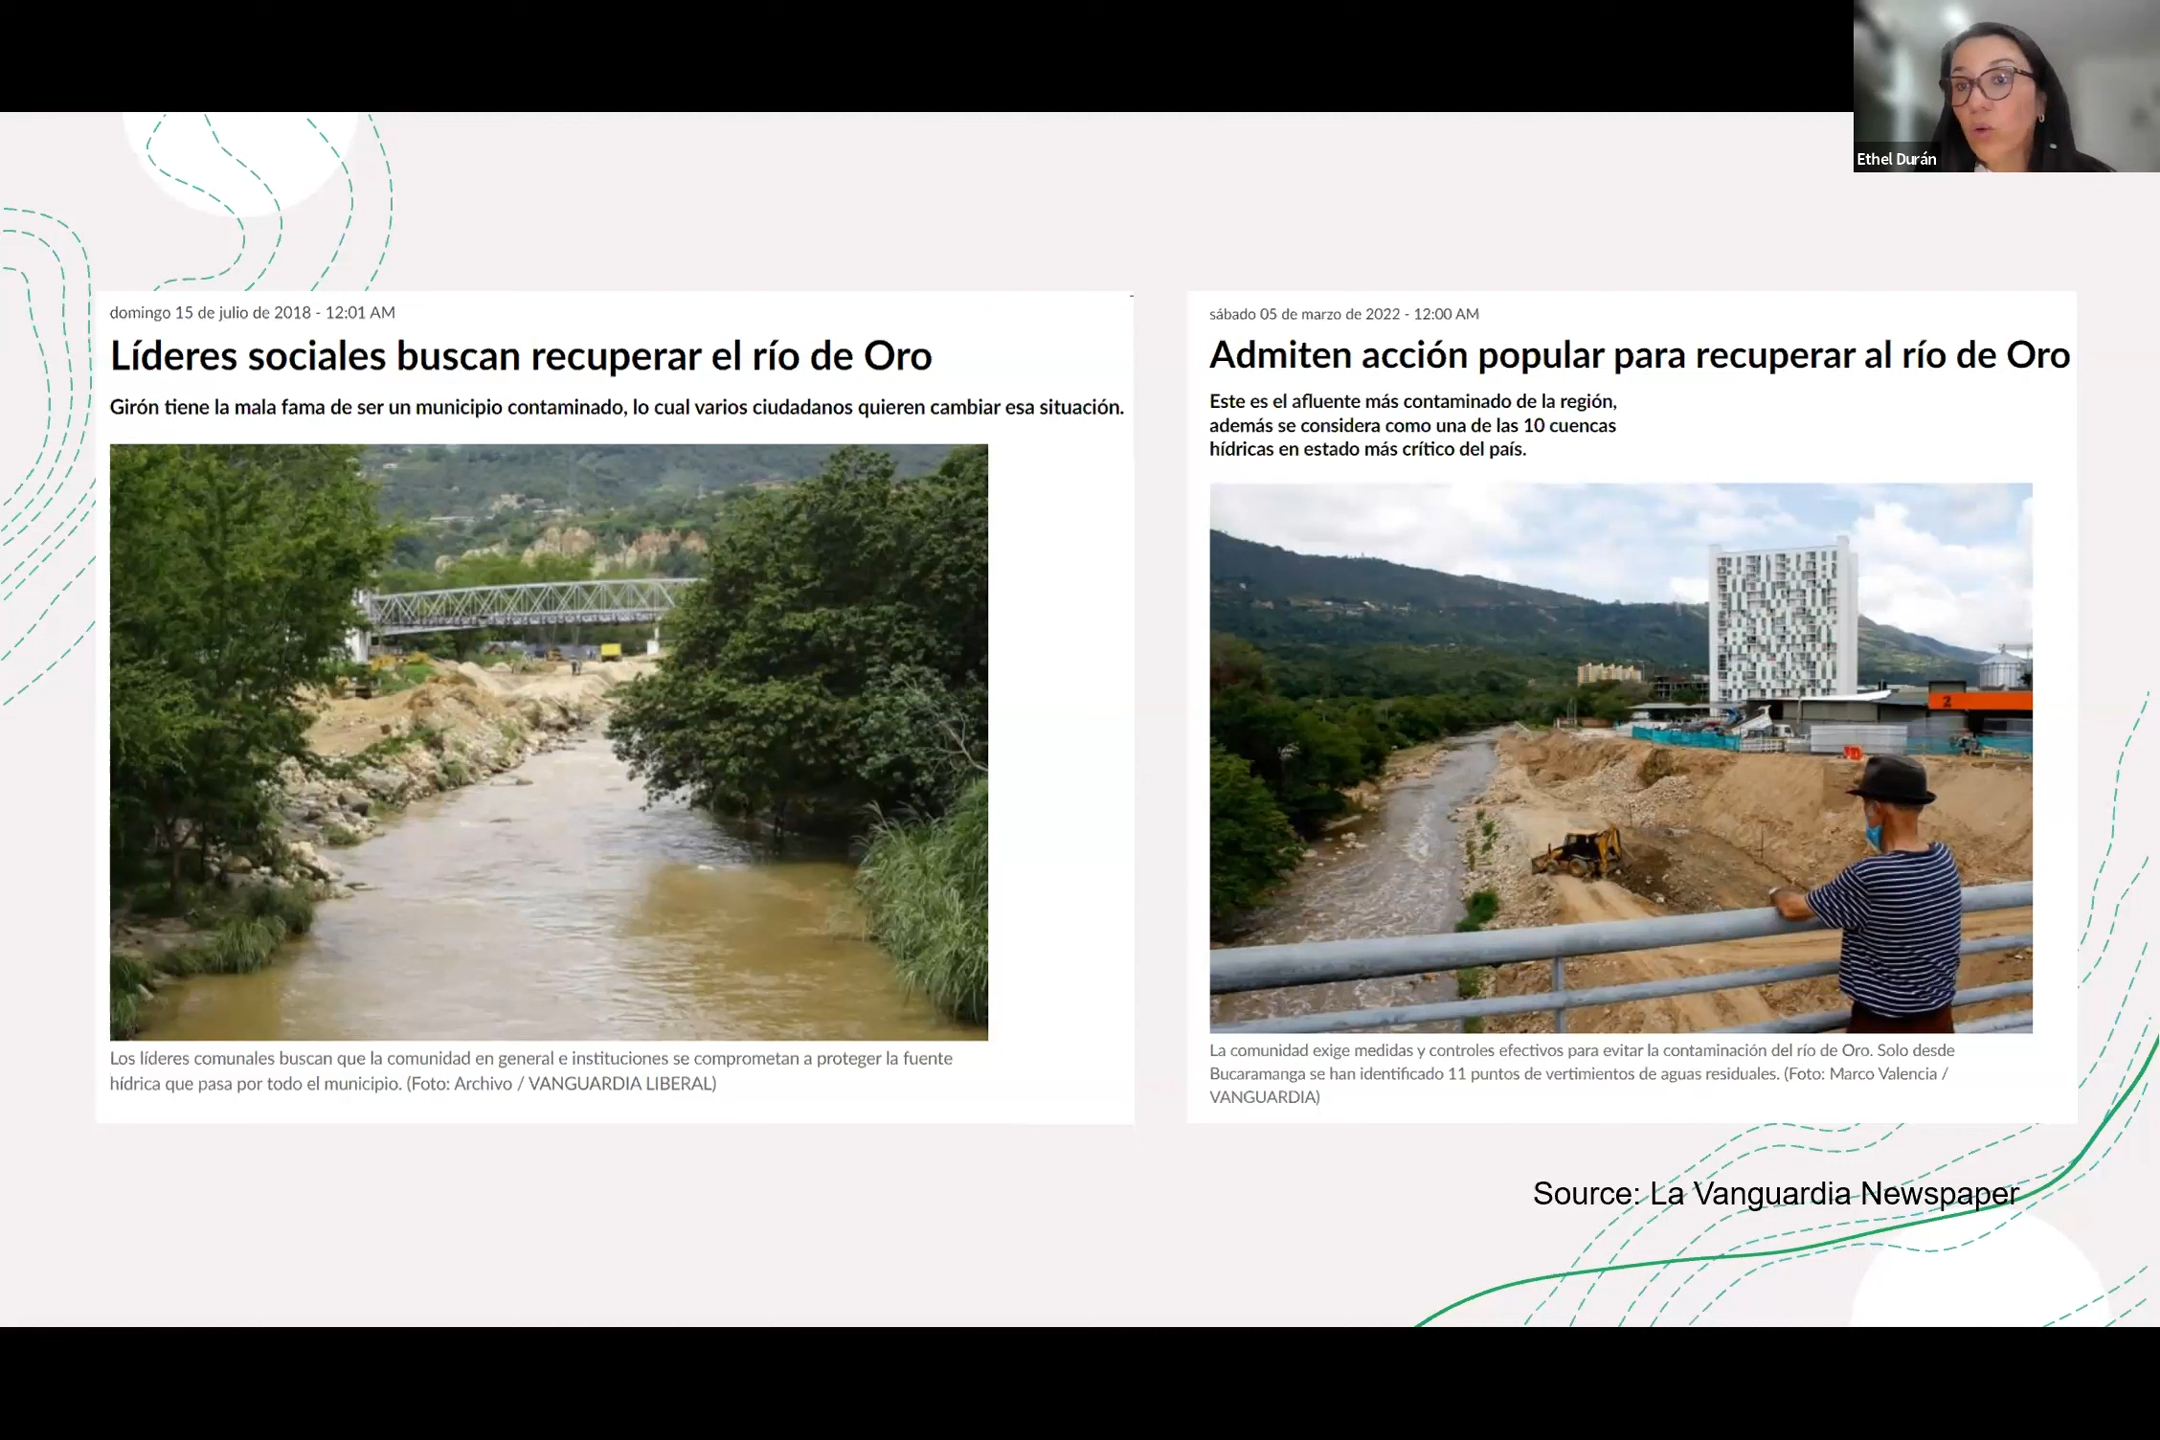 Ethel Durán
domingo 15 de julio de 2018 - 12:01 AM
Líderes sociales buscan recuperar el río de Oro
Girón tiene la mala fama de ser un municipio contaminado, lo cual varios ciudadanos quieren cambiar esa situación.
Los líderes comunales buscan que la comunidad en general e instituciones se comprometan a proteger la fuente
hídrica que pasa por todo el municipio. (Foto: Archivo / VANGUARDIA LIBERAL)
sábado 05 de marzo de 2022 - 12:00 AM
Admiten acción popular para recuperar al río de Oro
Este es el afluente más contaminado de la región,
además se considera como una de las 10 cuencas
hídricas en estado más crítico del país.
2
La comunidad exige medidas y controles efectivos para evitar la contaminación del río de Oro. Solo desde
Bucaramanga se han identificado 11 puntos de vertimientos de aguas residuales. (Foto: Marco Valencia /
VANGUARDIA)
Source: La Vanguardia Newspaper